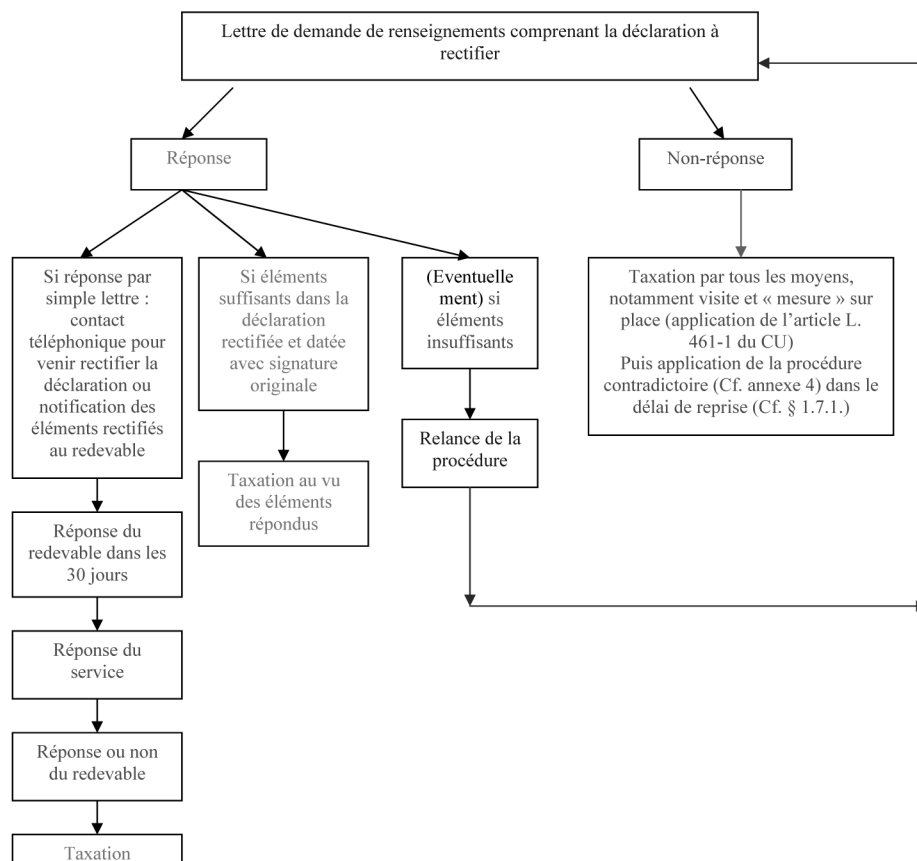 Lettre de demande de renseignements comprenant la déclaration à
rectifier
Réponse
Non-réponse
Si réponse par
simple lettre :
contact
téléphonique pour
venir rectifier la
déclaration ou
notification des
éléments rectifiés
au redevable
Si éléments
suffisants dans la
déclaration
rectifiée et datée
avec signature
originale
(Eventuelle
ment) si
éléments
insuffisants
Taxation par tous les moyens,
notamment visite et « mesure » sur
place (application de l’article L.
461-1 du CU)
Puis application de la procédure
contradictoire (Cf. annexe 4) dans le
délai de reprise (Cf. § 1.7.1.)
Relance de la
procédure
Taxation au vu
des éléments
répondus
Réponse du
redevable dans les
30 jours
Réponse du
service
Réponse ou non
du redevable
Taxation